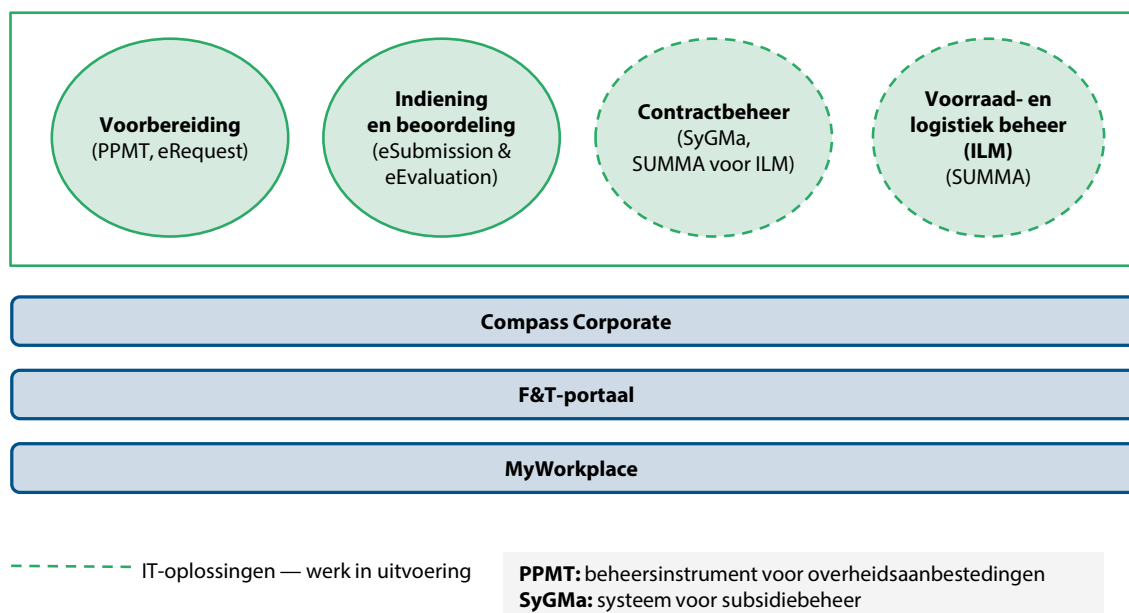 Voorbereiding
(PPMT, eRequest)
Indiening
en beoordeling
(eSubmission &
eEvaluation)
Contractbeheer
(SyGMa,
SUMMA voor ILM)
Voorraad- en
logistiek beheer
(ILM)
(SUMMA)
Compass Corporate
F&T-portaal
MyWorkplace
IT-oplossingen — werk in uitvoering
PPMT: beheersinstrument voor overheidsaanbestedingen
SyGMa: systeem voor subsidiebeheer